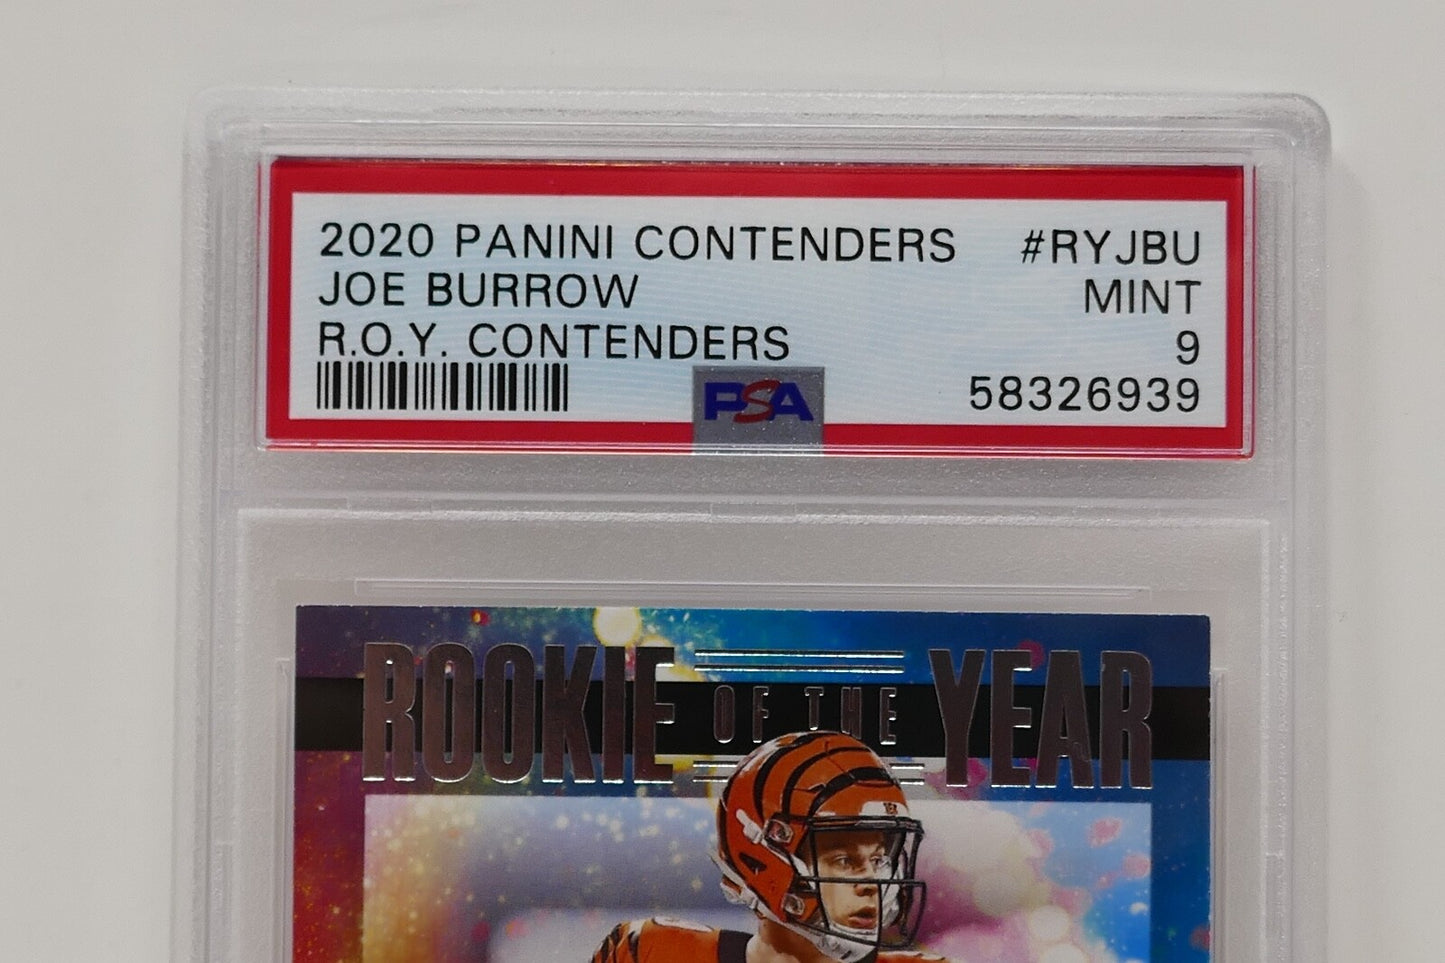 2020 PANINI CONTENDERS #RYJBU
JOE BURROW MINT
R.O.Y. CONTENDERS 9
PSA 58326939
ROOKIE OF THE YEAR